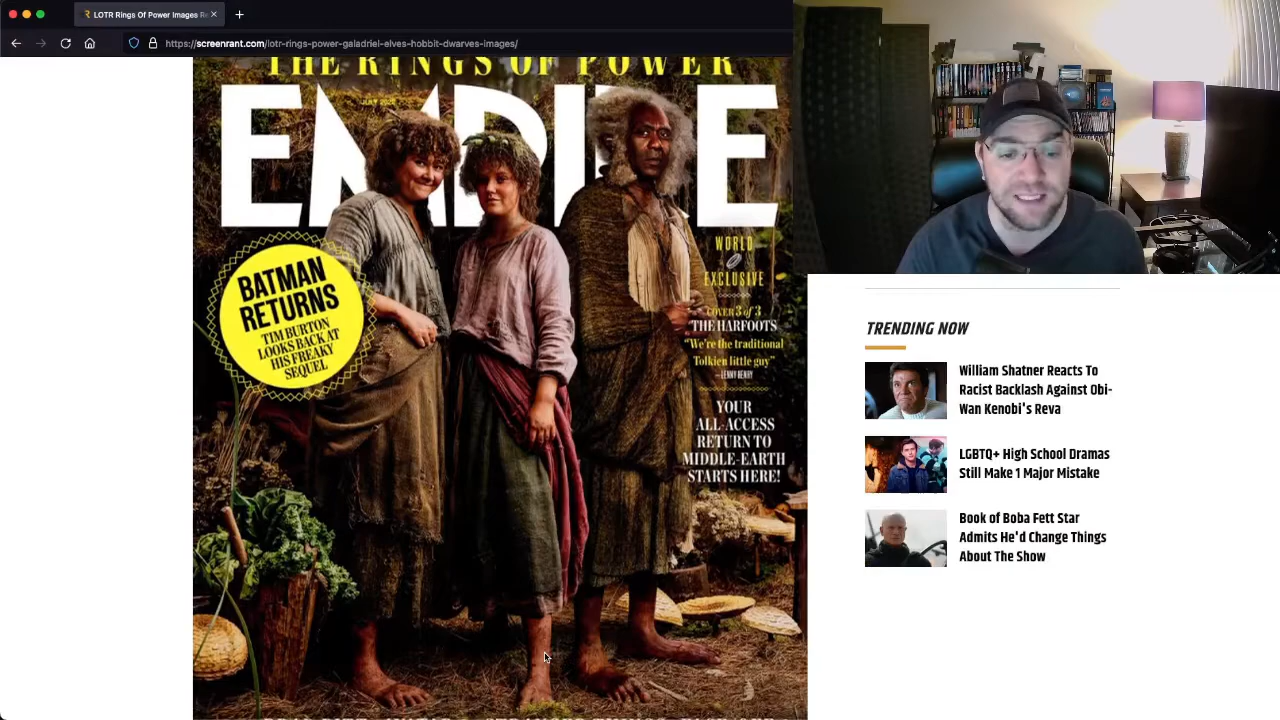 LOTR Rings Of Power Images Re
https://screenrant.com/lotr-rings-power-galadriel-elves-hobbit-dwarves-images/
THE RINGS OF POWER
JULY 2022
EMPIRE
BATMAN
RETURNS
TIM BURTON
LOOKS BACK AT
HIS FREAKY
SEQUEL
WORLD
EXCLUSIVE
COVER 3 of 3
THE HARFOOTS
“We’re the traditional
Tolkien little guy”
—LENNY HENRY
YOUR
ALL-ACCESS
RETURN TO
MIDDLE-EARTH
STARTS HERE!
TRENDING NOW
William Shatner Reacts To
Racist Backlash Against Obi-
Wan Kenobi's Reva
LGBTQ+ High School Dramas
Still Make 1 Major Mistake
Book of Boba Fett Star
Admits He'd Change Things
About The Show